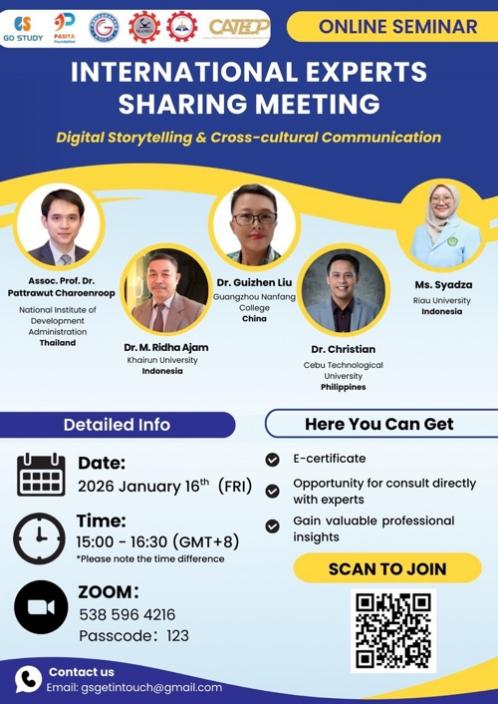 GO STUDY
PASITA
Foundation
ONLINE SEMINAR
INTERNATIONAL EXPERTS
SHARING MEETING
Digital Storytelling & Cross-cultural Communication
Assoc. Prof. Dr.
Pattrawut Charoenroop
National Institute of
Development
Administration
Thailand
Dr. M. Ridha Ajam
Khairun University
Indonesia
Dr. Guizhen Liu
Guangzhou Nanfang
College
China
Dr. Christian
Cebu Technological
University
Philippines
Ms. Syadza
Riau University
Indonesia
Detailed Info
Date:
2026 January 16th (FRI)
Time:
15:00 - 16:30 (GMT+8)
*Please note the time difference
ZOOM:
538 596 4216
Passcode: 123
Here You Can Get
E-certificate
Opportunity for consult directly
with experts
Gain valuable professional
insights
SCAN TO JOIN
Contact us
Email: gsgetintouch@gmail.com